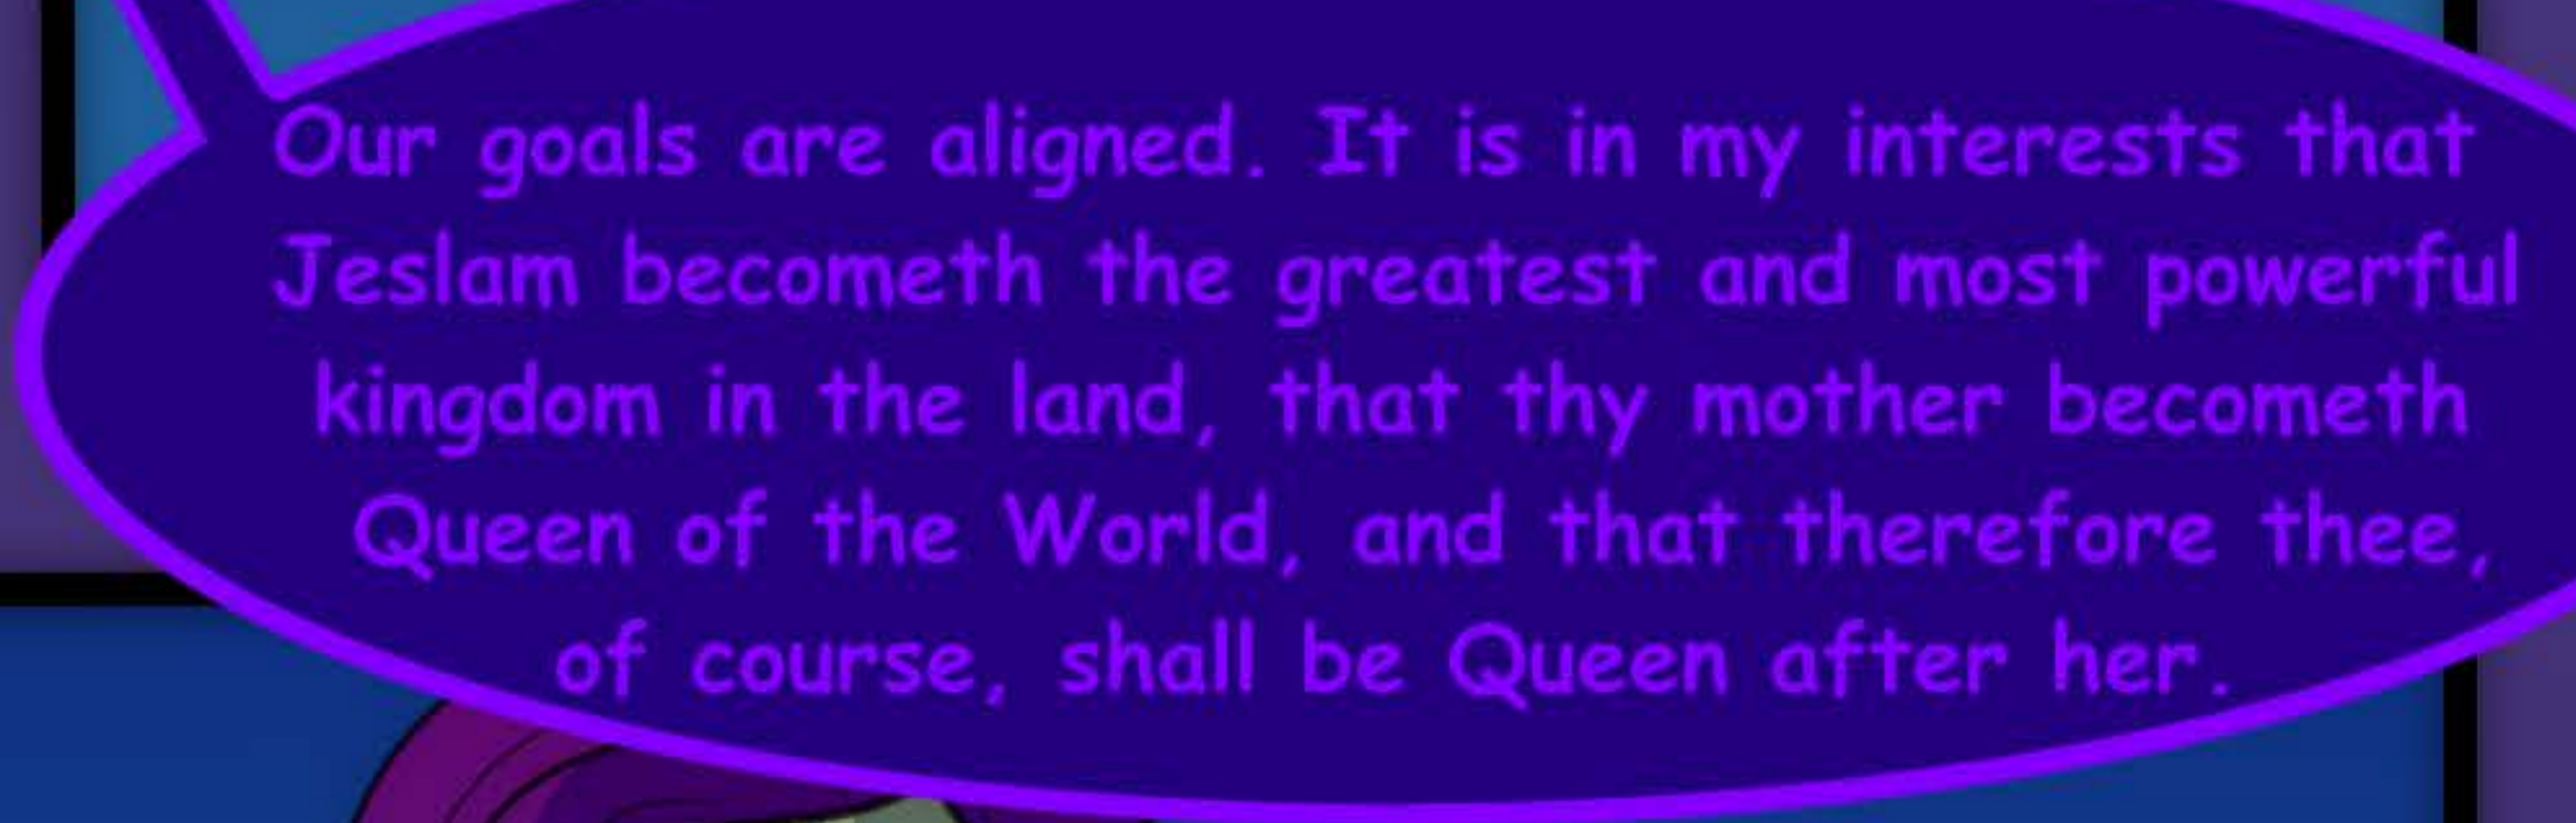 Our goals are aligned. It is in my interests that
Jeslam becometh the greatest and most powerful
kingdom in the land, that thy mother becometh
Queen of the World, and that therefore thee,
of course, shall be Queen after her.